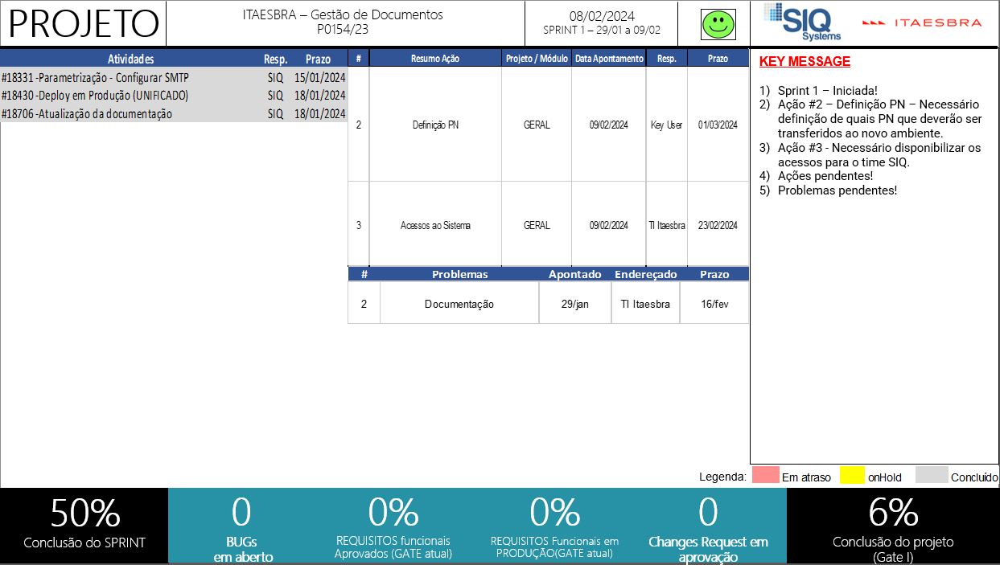 PROJETO
ITAESBRA – Gestão de Documentos
P0154/23
08/02/2024
SPRINT 1 – 29/01 a 09/02
SIQ
Systems
ITAESBRA
Atividades Resp. Prazo
#18331 -Parametrização - Configurar SMTP SIQ 15/01/2024
#18430 -Deploy em Produção (UNIFICADO) SIQ 18/01/2024
#18706 -Atualização da documentação SIQ 18/01/2024
# Resumo Ação Projeto / Módulo Data Apontamento Resp. Prazo
2 Definição PN GERAL 09/02/2024 Key User 01/03/2024
3 Acessos ao Sistema GERAL 09/02/2024 TI Itaesbra 23/02/2024
# Problemas Apontado Endereçado Prazo
2 Documentação 29/jan TI Itaesbra 16/fev
KEY MESSAGE
1) Sprint 1 – Iniciada!
2) Ação #2 – Definição PN – Necessário
definição de quais PN que deverão ser
transferidos ao novo ambiente.
3) Ação #3 - Necessário disponibilizar os
acessos para o time SIQ.
4) Ações pendentes!
5) Problemas pendentes!
Legenda: Em atraso onHold Concluído
50%
Conclusão do SPRINT
0
BUGs
em aberto
0%
REQUISITOS funcionais
Aprovados (GATE atual)
0%
REQUISITOS Funcionais em
PRODUÇÃO(GATE atual)
0
Changes Request em
aprovação
6%
Conclusão do projeto
(Gate I)